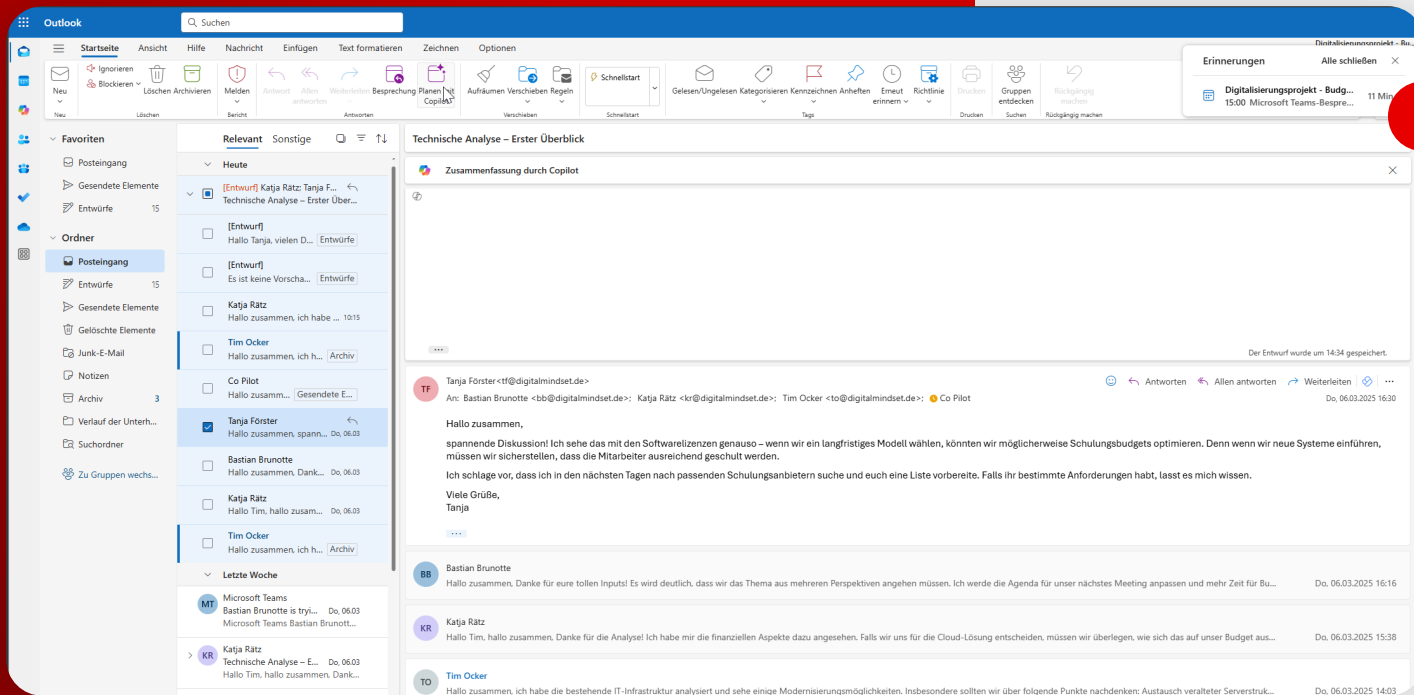 Outlook
Suchen
Startseite Ansicht Hilfe Nachricht Einfügen Text formatieren Zeichnen Optionen
Digitalisierungsprojekt - Bu...
Neu
Ignorieren
Blockieren
Löschen Archivieren
Melden
Antwort Allen antworten Weiterleiten Besprechung Planen mit Copilot
Aufräumen Verschieben Regeln
Schnellstart
Gelesen/Ungelesen Kategorisieren Kennzeichnen Anheften Erneut erinnern Richtlinie
Drucken
Gruppen entdecken
Rückgängig machen
Neu Löschen Bericht Antworten Verschieben Schnellstart Tags Drucken Suchen Rückgängig machen
Erinnerungen Alle schließen
Digitalisierungsprojekt - Budg...
15:00 Microsoft Teams-Bespre... 11 Min
Favoriten
Posteingang
Gesendete Elemente
Entwürfe 15
Ordner
Posteingang
Entwürfe 15
Gesendete Elemente
Gelöschte Elemente
Junk-E-Mail
Notizen
Archiv 3
Verlauf der Unterh...
Suchordner
Zu Gruppen wechs...
Relevant Sonstige
Heute
[Entwurf] Katja Rätz; Tanja F...
Technische Analyse – Erster Über...
[Entwurf]
Hallo Tanja, vielen D... Entwürfe
[Entwurf]
Es ist keine Vorscha... Entwürfe
Katja Rätz
Hallo zusammen, ich habe ... 10:15
Tim Ocker
Hallo zusammen, ich h... Archiv
Co Pilot
Hallo zusamm... Gesendete E...
Tanja Förster
Hallo zusammen, spann... Do, 06.03
Bastian Brunotte
Hallo zusammen, Dank... Do, 06.03
Katja Rätz
Hallo Tim, hallo zusam... Do, 06.03
Tim Ocker
Hallo zusammen, ich h... Archiv
Letzte Woche
MT
Microsoft Teams
Bastian Brunotte is tryi... Do, 06.03
Microsoft Teams Bastian Brunott...
KR
Katja Rätz
Technische Analyse – E... Do, 06.03
Hallo Tim, hallo zusammen, Dank...
Technische Analyse – Erster Überblick
Zusammenfassung durch Copilot
Der Entwurf wurde um 14:34 gespeichert.
TF
Tanja Förster<tf@digitalmindset.de>
Antworten Allen antworten Weiterleiten
An: Bastian Brunotte <bb@digitalmindset.de>; Katja Rätz <kr@digitalmindset.de>; Tim Ocker <to@digitalmindset.de>; Co Pilot
Do, 06.03.2025 16:30
Hallo zusammen,
spannende Diskussion! Ich sehe das mit den Softwarelizenzen genauso – wenn wir ein langfristiges Modell wählen, könnten wir möglicherweise Schulungsbudgets optimieren. Denn wenn wir neue Systeme einführen,
müssen wir sicherstellen, dass die Mitarbeiter ausreichend geschult werden.
Ich schlage vor, dass ich in den nächsten Tagen nach passenden Schulungsanbietern suche und euch eine Liste vorbereite. Falls ihr bestimmte Anforderungen habt, lasst es mich wissen.
Viele Grüße,
Tanja
BB
Bastian Brunotte
Hallo zusammen, Danke für eure tollen Inputs! Es wird deutlich, dass wir das Thema aus mehreren Perspektiven angehen müssen. Ich werde die Agenda für unser nächstes Meeting anpassen und mehr Zeit für Bu... Do, 06.03.2025 16:16
KR
Katja Rätz
Hallo Tim, hallo zusammen, Danke für die Analyse! Ich habe mir die finanziellen Aspekte dazu angesehen. Falls wir uns für die Cloud-Lösung entscheiden, müssen wir überlegen, wie sich das auf unser Budget aus... Do, 06.03.2025 15:38
TO
Tim Ocker
Hallo zusammen, ich habe die bestehende IT-Infrastruktur analysiert und sehe einige Modernisierungsmöglichkeiten. Insbesondere sollten wir über folgende Punkte nachdenken: Austausch veralteter Serverstruk... Do, 06.03.2025 14:03